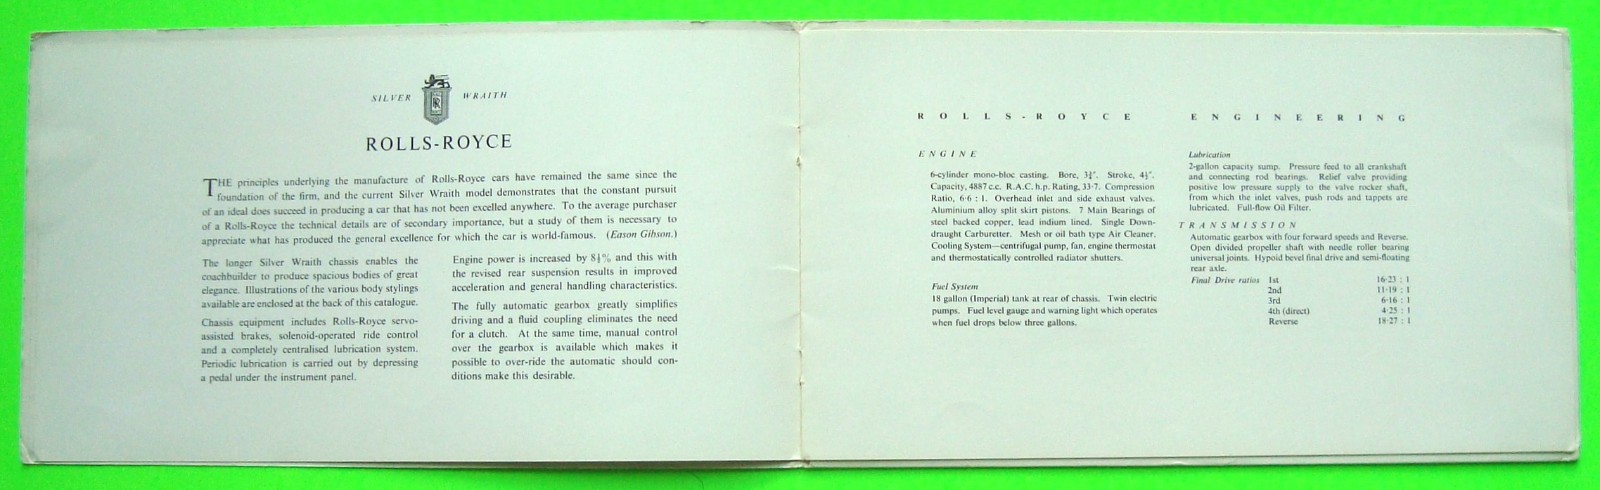 SILVER WRAITH
ROLLS-ROYCE
THE principles underlying the manufacture of Rolls-Royce cars have remained the same since the
foundation of the firm, and the current Silver Wraith model demonstrates that the constant pursuit
of an ideal does succeed in producing a car that has not been excelled anywhere. To the average purchaser
of a Rolls-Royce the technical details are of secondary importance, but a study of them is necessary to
appreciate what has produced the general excellence for which the car is world-famous. (Eason Gibson.)
The longer Silver Wraith chassis enables the
coachbuilder to produce spacious bodies of great
elegance. Illustrations of the various body stylings
available are enclosed at the back of this catalogue.
Chassis equipment includes Rolls-Royce servo-
assisted brakes, solenoid-operated ride control
and a completely centralised lubrication system.
Periodic lubrication is carried out by depressing
a pedal under the instrument panel.
Engine power is increased by 8½% and this with
the revised rear suspension results in improved
acceleration and general handling characteristics.
The fully automatic gearbox greatly simplifies
driving and a fluid coupling eliminates the need
for a clutch. At the same time, manual control
over the gearbox is available which makes it
possible to over-ride the automatic should con-
ditions make this desirable.
ROLLS-ROYCE ENGINEERING
ENGINE
6-cylinder mono-bloc casting. Bore, Stroke, 4½".
Capacity, 4887 c.c. R.A.C. h.p. Rating, 33·7. Compression
Ratio, 6·6 : 1. Overhead inlet and side exhaust valves.
Aluminium alloy split skirt pistons. 7 Main Bearings of
steel backed copper, lead indium lined. Single Down-
draught Carburetter. Mesh or oil bath type Air Cleaner.
Cooling System—centrifugal pump, fan, engine thermostat
and thermostatically controlled radiator shutters.
Fuel System
18 gallon (Imperial) tank at rear of chassis. Twin electric
pumps. Fuel level gauge and warning light which operates
when fuel drops below three gallons.
Lubrication
2-gallon capacity sump. Pressure feed to all crankshaft
and connecting rod bearings. Relief valve providing
positive low pressure supply to the valve rocker shaft,
from which the inlet valves, push rods and tappets are
lubricated. Full-flow Oil Filter.
TRANSMISSION
Automatic gearbox with four forward speeds and Reverse.
Open divided propeller shaft with needle roller bearing
universal joints. Hypoid bevel final drive and semi-floating
rear axle.
Final Drive ratios 1st 16·23 : 1
2nd 11·19 : 1
3rd 6·16 : 1
4th (direct) 4·25 : 1
Reverse 18·27 : 1